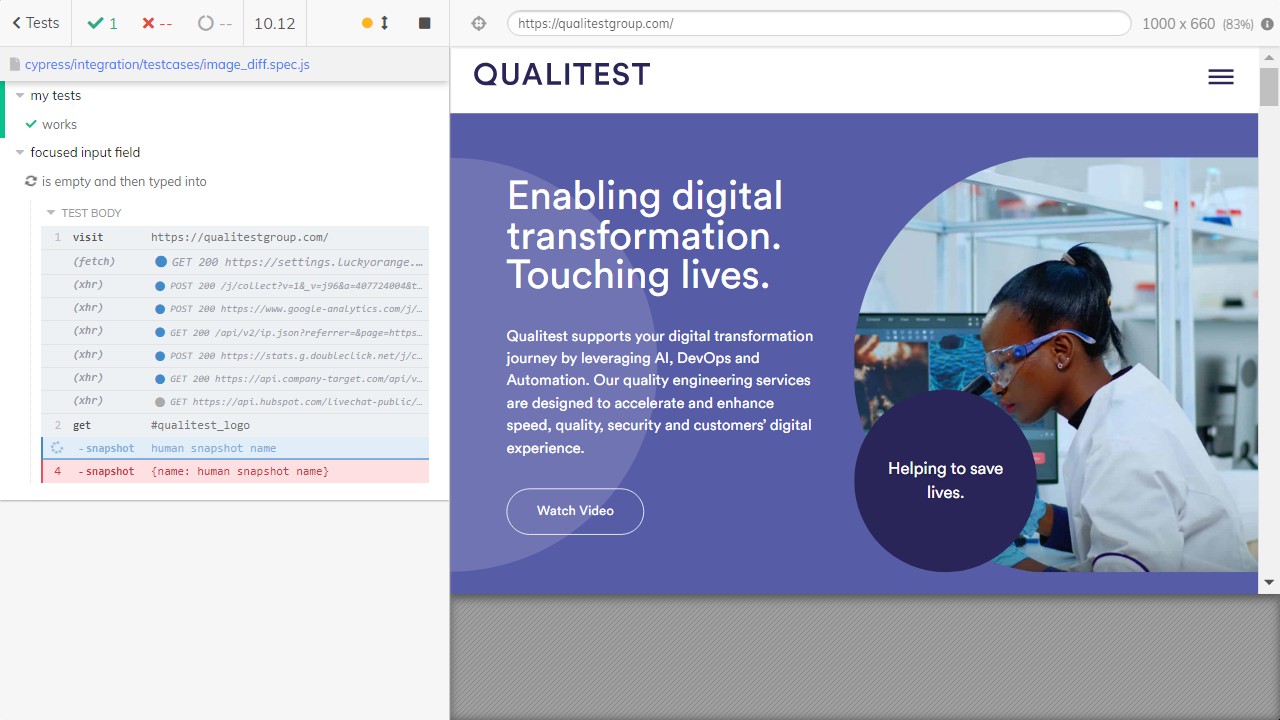 Tests
1
--
--
10.12
cypress/integration/testcases/image_diff.spec.js
my tests
works
focused input field
is empty and then typed into
TEST BODY
1 visit https://qualitestgroup.com/
(fetch) GET 200 https://settings.luckyorange.…
(xhr) POST 200 /j/collect?v=1&_v=j96&a=407724004&t…
(xhr) POST 200 https://www.google-analytics.com/j/…
(xhr) GET 200 /api/v2/ip.json?referrer=&page=https…
(xhr) POST 200 https://stats.g.doubleclick.net/j/c…
(xhr) GET 200 https://api.company-target.com/api/v…
(xhr) GET https://api.hubspot.com/livechat-public/…
2 get #qualitest_logo
-snapshot human snapshot name
4 -snapshot {name: human snapshot name}
https://qualitestgroup.com/
1000 x 660 (83%)
QUALITEST
Enabling digital
transformation.
Touching lives.
Qualitest supports your digital transformation
journey by leveraging AI, DevOps and
Automation. Our quality engineering services
are designed to accelerate and enhance
speed, quality, security and customers’ digital
experience.
Watch Video
Helping to save
lives.